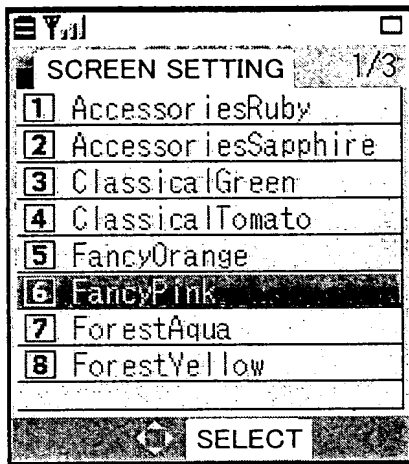 SCREEN SETTING 1/3
1 AccessoriesRuby
2 AccessoriesSapphire
3 ClassicalGreen
4 ClassicalTomato
5 FancyOrange
6 FancyPink
7 ForestAqua
8 ForestYellow
SELECT